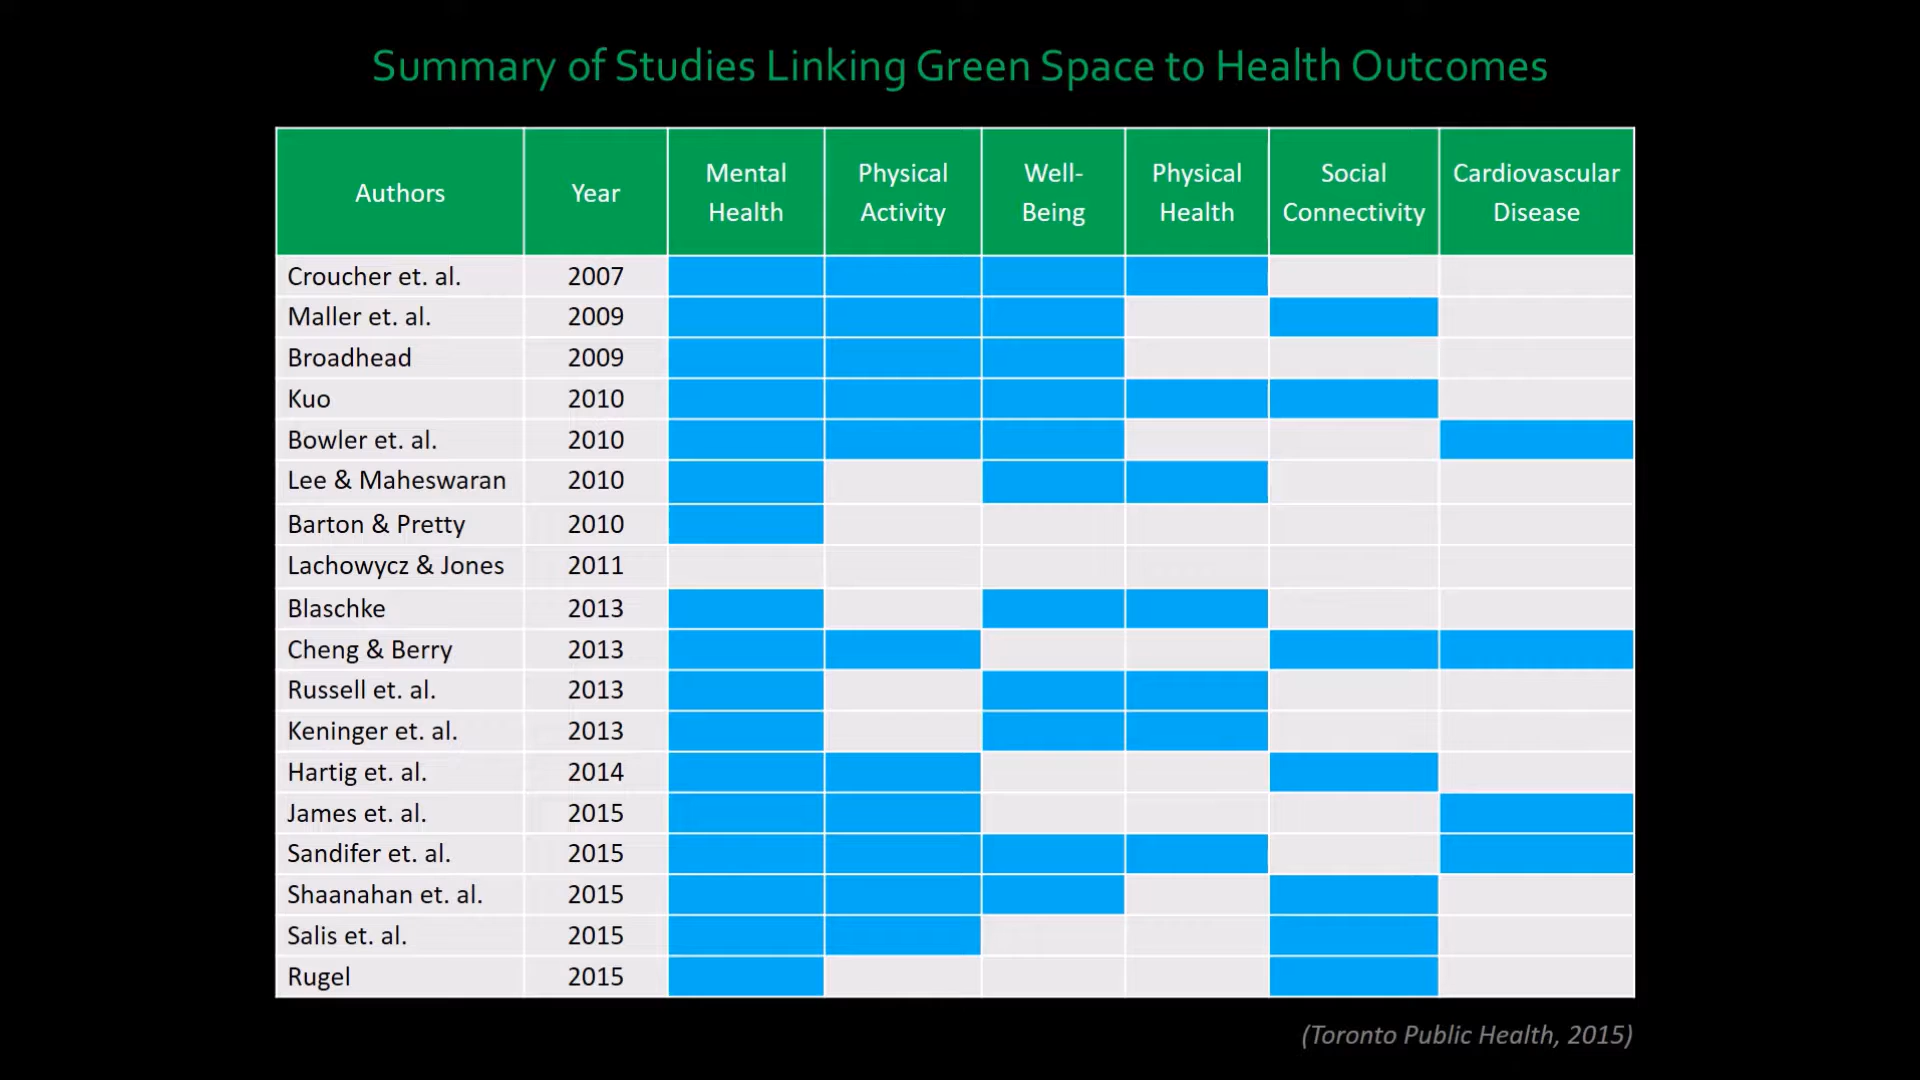 Summary of Studies Linking Green Space to Health Outcomes
Authors
Year
Mental
Health
Physical
Activity
Well-
Being
Physical
Health
Social
Connectivity
Cardiovascular
Disease
Croucher et. al. 2007
Maller et. al. 2009
Broadhead 2009
Kuo 2010
Bowler et. al. 2010
Lee & Maheswaran 2010
Barton & Pretty 2010
Lachowycz & Jones 2011
Blaschke 2013
Cheng & Berry 2013
Russell et. al. 2013
Keninger et. al. 2013
Hartig et. al. 2014
James et. al. 2015
Sandifer et. al. 2015
Shaanahan et. al. 2015
Salis et. al. 2015
Rugel 2015
(Toronto Public Health, 2015)